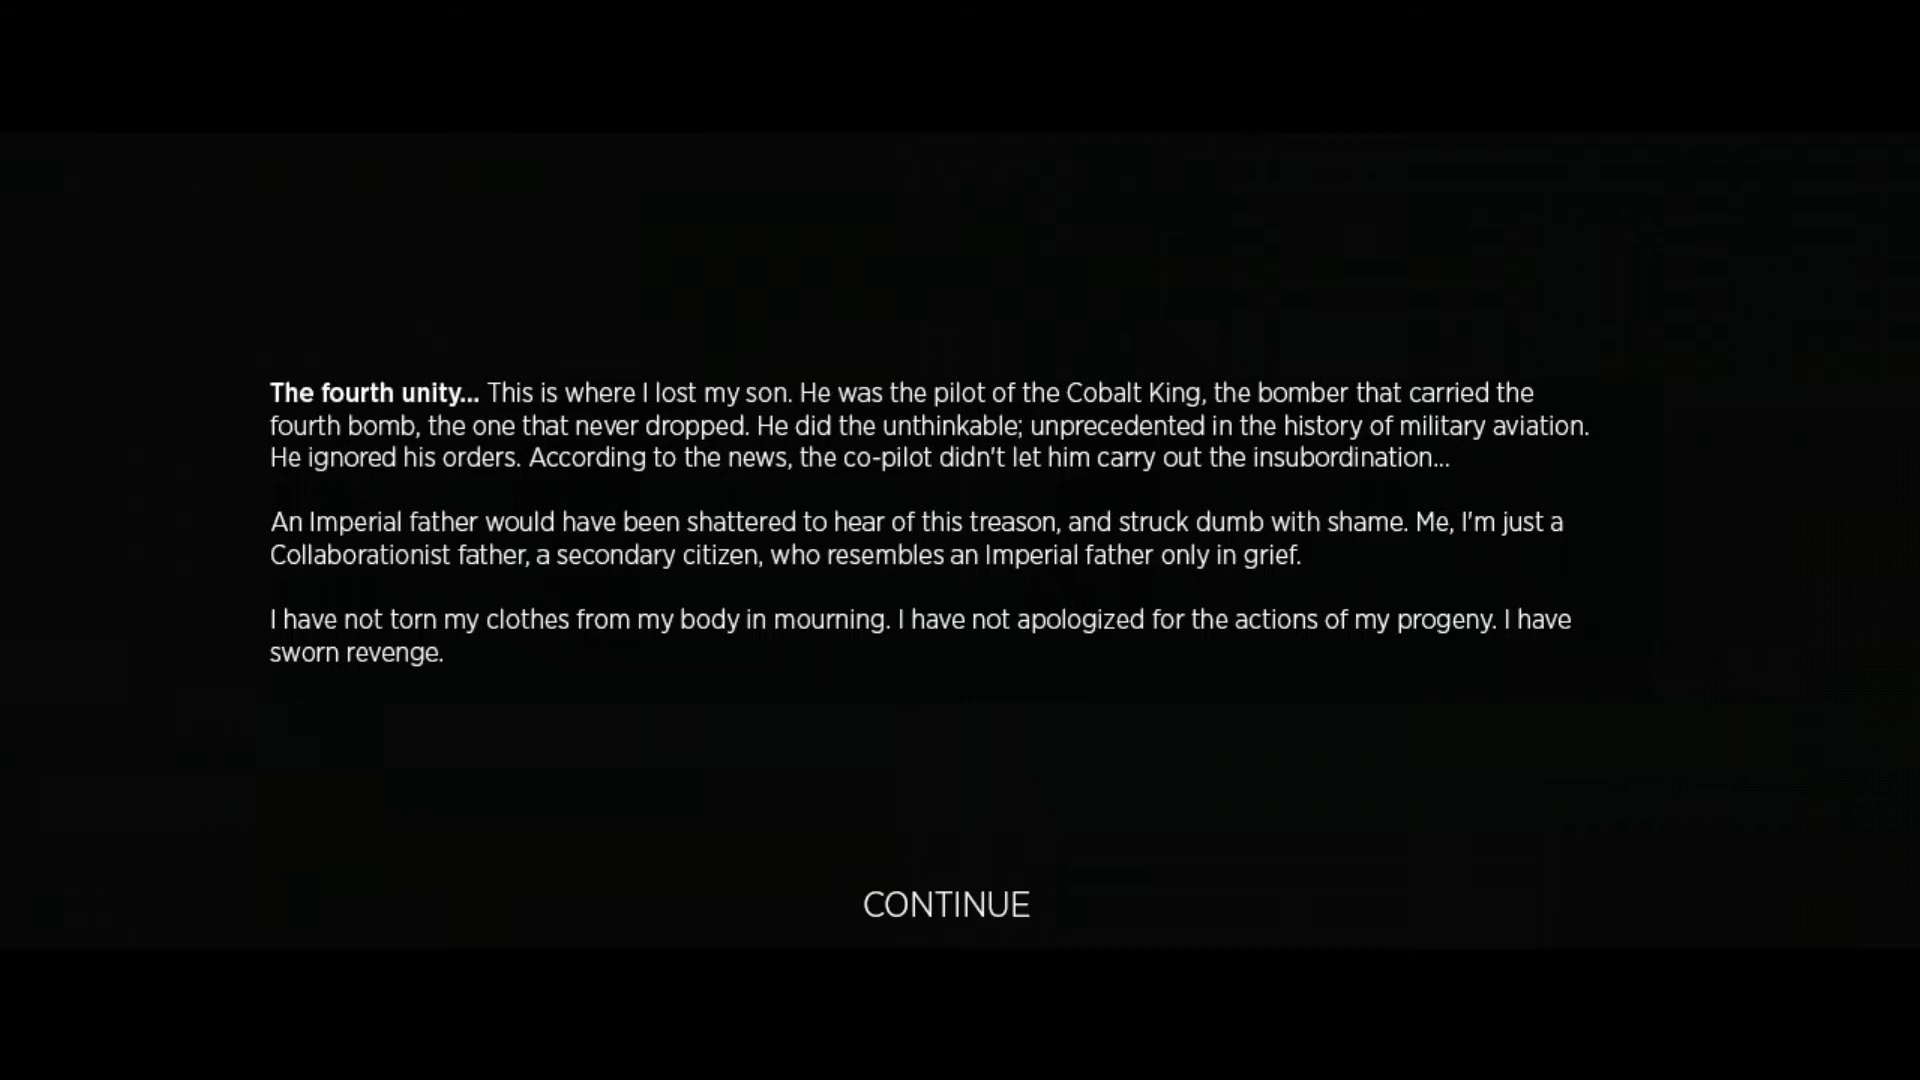 The fourth unity... This is where I lost my son. He was the pilot of the Cobalt King, the bomber that carried the
fourth bomb, the one that never dropped. He did the unthinkable; unprecedented in the history of military aviation.
He ignored his orders. According to the news, the co-pilot didn't let him carry out the insubordination...
An Imperial father would have been shattered to hear of this treason, and struck dumb with shame. Me, I'm just a
Collaborationist father, a secondary citizen, who resembles an Imperial father only in grief.
I have not torn my clothes from my body in mourning. I have not apologized for the actions of my progeny. I have
sworn revenge.
CONTINUE